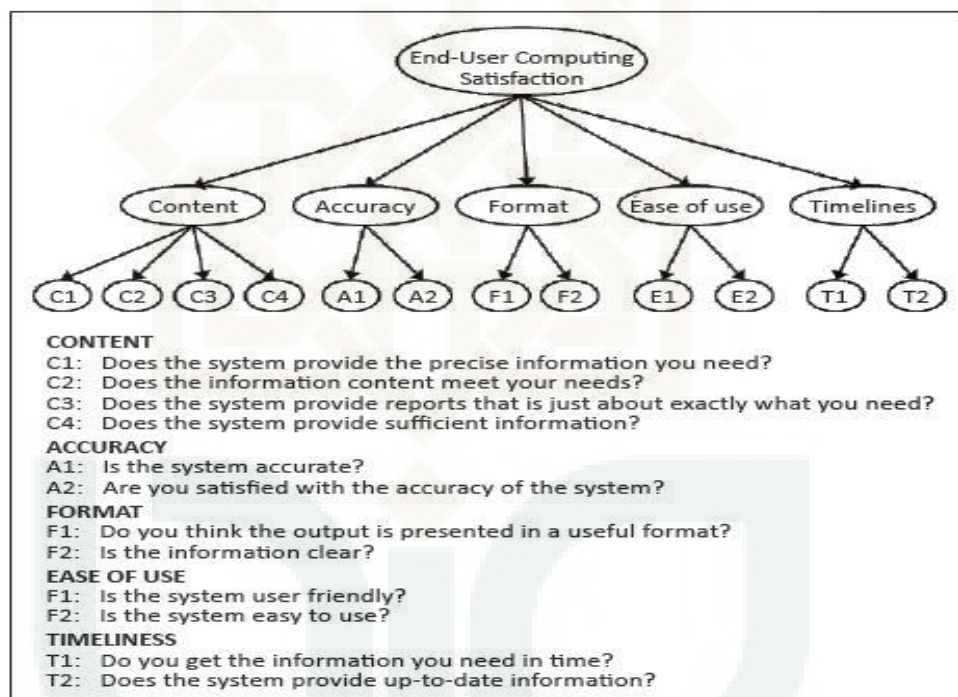 End-User Computing
Satisfaction
Content Accuracy Format Ease of use Timelines
C1 C2 C3 C4 A1 A2 F1 F2 E1 E2 T1 T2
CONTENT
C1: Does the system provide the precise information you need?
C2: Does the information content meet your needs?
C3: Does the system provide reports that is just about exactly what you need?
C4: Does the system provide sufficient information?
ACCURACY
A1: Is the system accurate?
A2: Are you satisfied with the accuracy of the system?
FORMAT
F1: Do you think the output is presented in a useful format?
F2: Is the information clear?
EASE OF USE
F1: Is the system user friendly?
F2: Is the system easy to use?
TIMELINESS
T1: Do you get the information you need in time?
T2: Does the system provide up-to-date information?